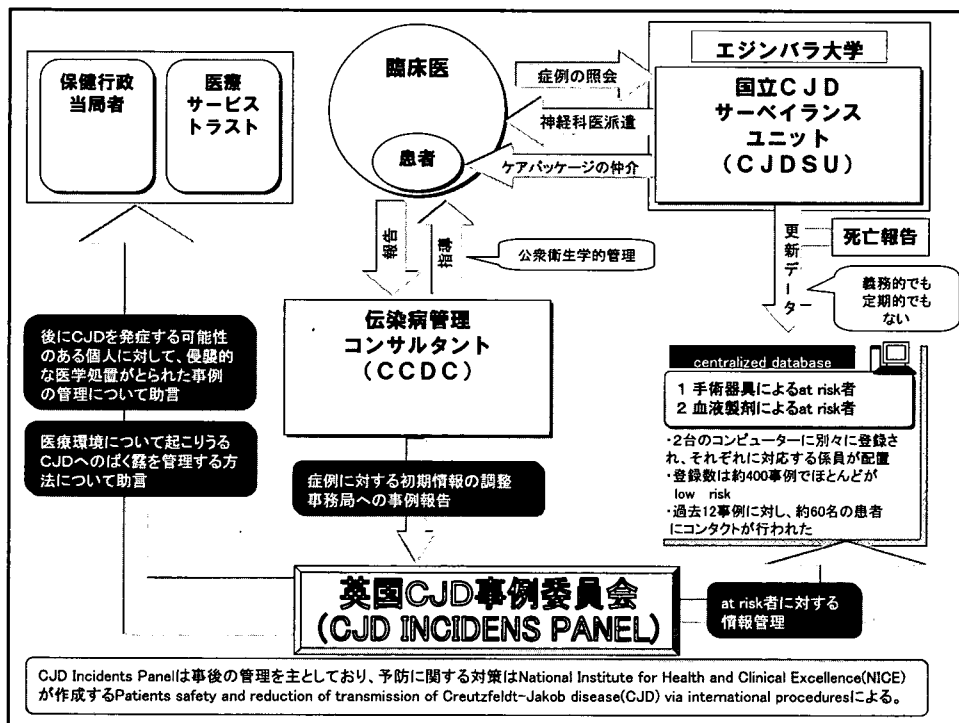 保健行政
当局者
医療
サービス
トラスト
臨床医
患者
症例の照会
神経科医派遣
ケアパッケージの仲介
エジンバラ大学
国立CJD
サーベイランス
ユニット
(CJDSU)
報告
指導
公衆衛生学的管理
更新データ
死亡報告
義務的でも
定期的でも
ない
伝染病管理
コンサルタント
(CCDC)
後にCJDを発症する可能性
のある個人に対して、侵襲的
な医学処置がとられた事例
の管理について助言
医療環境について起こりうる
CJDへのばく露を管理する方
法について助言
症例に対する初期情報の調整
事務局への事例報告
centralized database
1 手術器具によるat risk者
2 血液製剤によるat risk者
・2台のコンピューターに別々に登録さ
れ、それぞれに対応する係員が配置
・登録数は約400事例でほとんどが
low risk
・過去12事例に対し、約60名の患者
にコンタクトが行われた
英国CJD事例委員会
(CJD INCIDENS PANEL)
at risk者に対する
情報管理
CJD Incidents Panelは事後の管理を主としており、予防に関する対策はNational Institute for Health and Clinical Excellence(NICE)
が作成するPatients safety and reduction of transmission of Creutzfeldt-Jakob disease(CJD) via international proceduresによる。